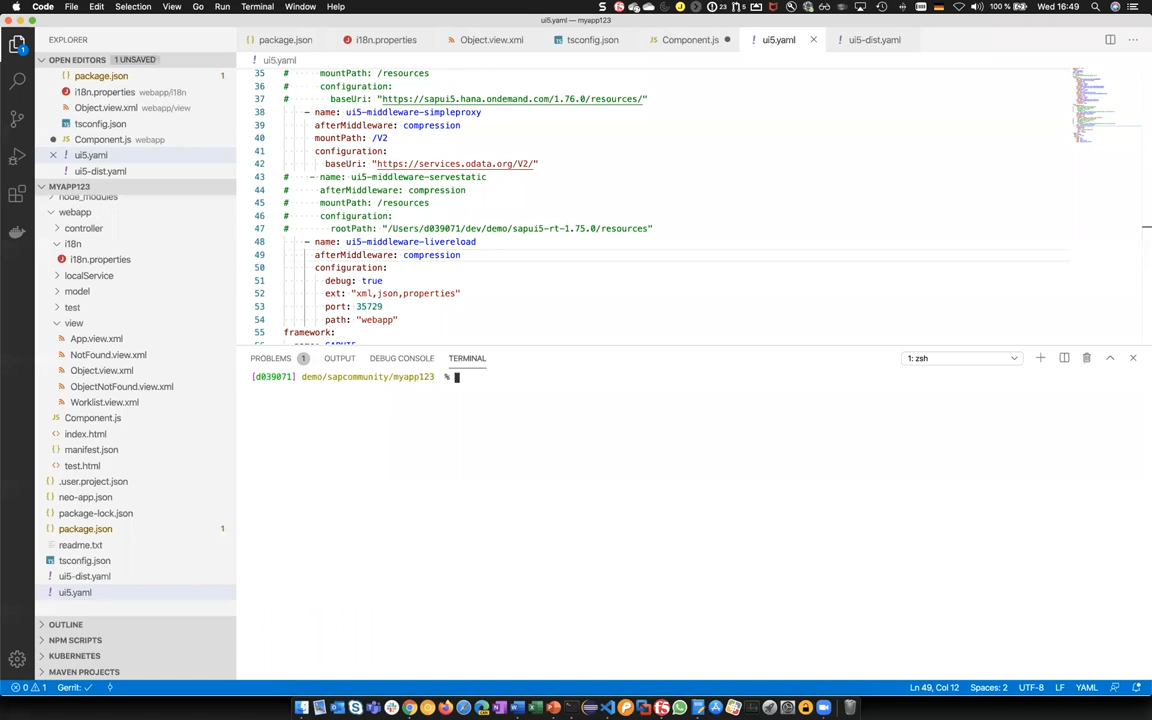 Code File Edit Selection View Go Run Terminal Window Help
23
6
100 %
Wed 16:49
ui5.yaml — myapp123
1
EXPLORER
OPEN EDITORS 1 UNSAVED
package.json 1
i18n.properties webapp/i18n
Object.view.xml webapp/view
tsconfig.json
Component.js webapp
ui5.yaml
ui5-dist.yaml
MYAPP123
node_modules
webapp
controller
i18n
i18n.properties
localService
model
test
view
App.view.xml
NotFound.view.xml
Object.view.xml
ObjectNotFound.view.xml
Worklist.view.xml
Component.js
index.html
manifest.json
test.html
.user.project.json
neo-app.json
package-lock.json
package.json 1
readme.txt
tsconfig.json
ui5-dist.yaml
ui5.yaml
OUTLINE
NPM SCRIPTS
KUBERNETES
MAVEN PROJECTS
package.json i18n.properties Object.view.xml tsconfig.json Component.js ui5.yaml ui5-dist.yaml
ui5.yaml
35 # mountPath: /resources
36 # configuration:
37 # baseUri: "https://sapui5.hana.ondemand.com/1.76.0/resources/"
38 - name: ui5-middleware-simpleproxy
39 afterMiddleware: compression
40 mountPath: /V2
41 configuration:
42 baseUri: "https://services.odata.org/V2/"
43 # - name: ui5-middleware-servestatic
44 # afterMiddleware: compression
45 # mountPath: /resources
46 # configuration:
47 # rootPath: "/Users/d039071/dev/demo/sapui5-rt-1.75.0/resources"
48 - name: ui5-middleware-livereload
49 afterMiddleware: compression
50 configuration:
51 debug: true
52 ext: "xml,json,properties"
53 port: 35729
54 path: "webapp"
55 framework:
PROBLEMS 1 OUTPUT DEBUG CONSOLE TERMINAL
1: zsh
[d039071] demo/sapcommunity/myapp123 %
0 1 Gerrit:
Ln 49, Col 12 Spaces: 2 UTF-8 LF YAML